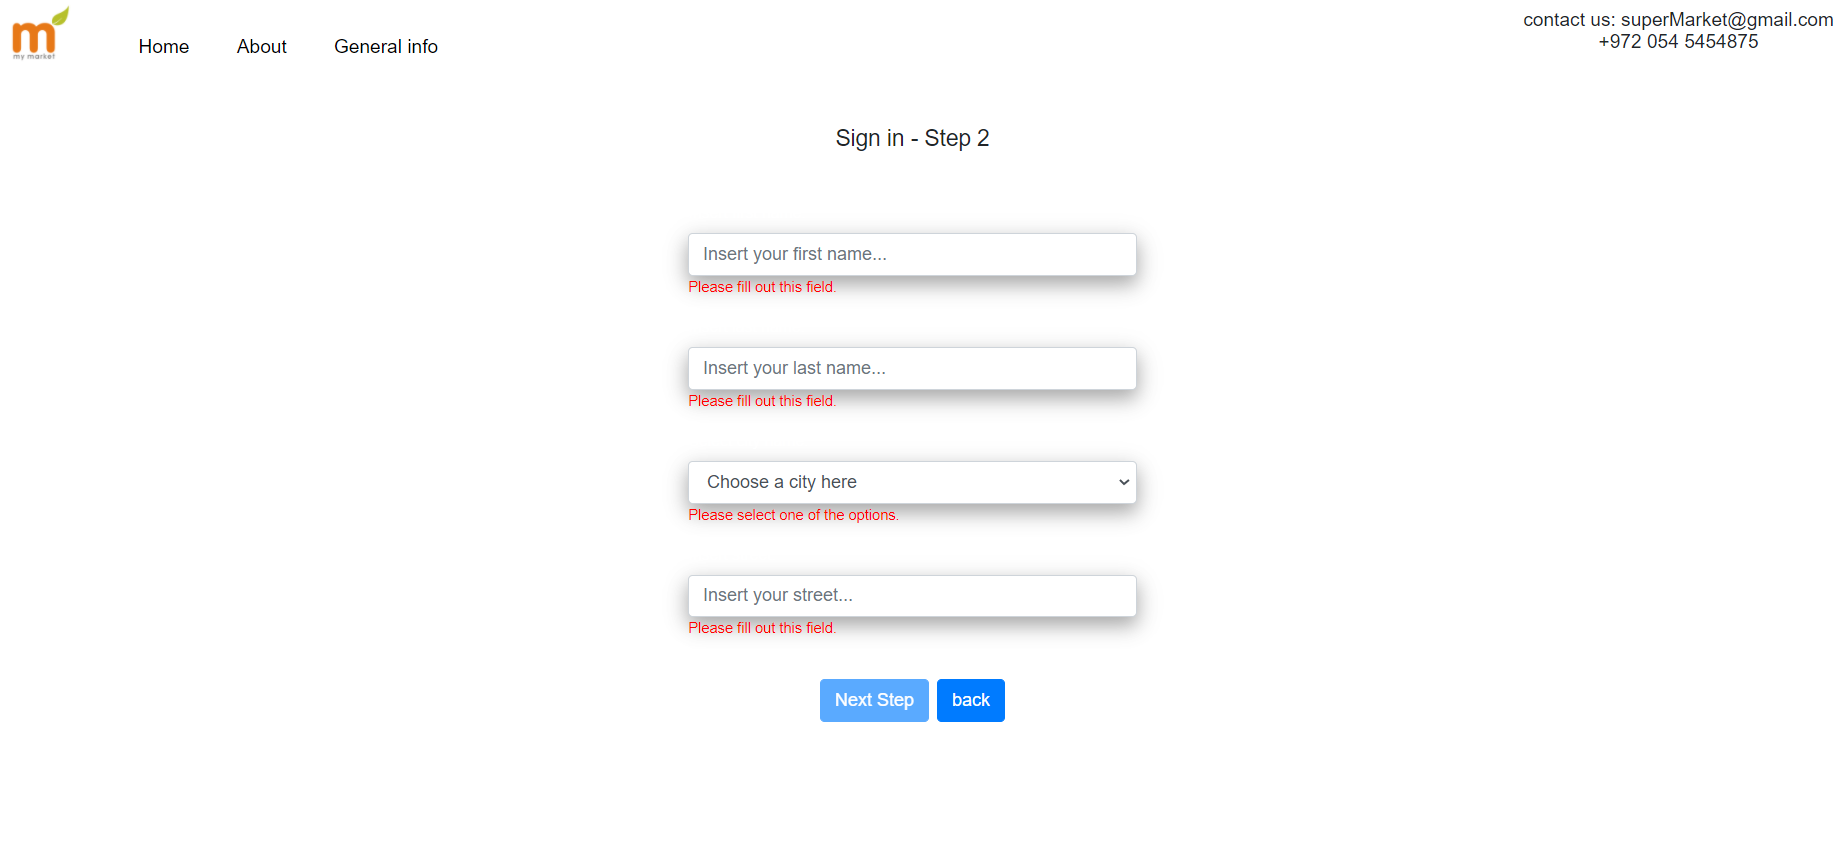 m
my market
Home About General info
contact us: superMarket@gmail.com
+972 054 5454875
Sign in - Step 2
Insert your first name...
Please fill out this field.
Insert your last name...
Please fill out this field.
Choose a city here
Please select one of the options.
Insert your street...
Please fill out this field.
Next Step back